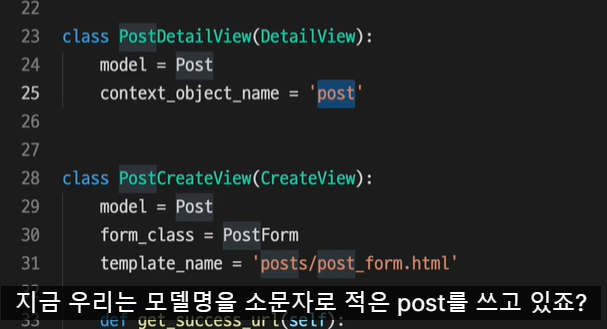 22
23 class PostDetailView(DetailView):
24 model = Post
25 context_object_name = 'post'
26
27
28 class PostCreateView(CreateView):
29 model = Post
30 form_class = PostForm
31 template_name = 'posts/post_form.html'
지금 우리는 모델명을 소문자로 적은 post를 쓰고 있죠?
33 def get_success_url(self):